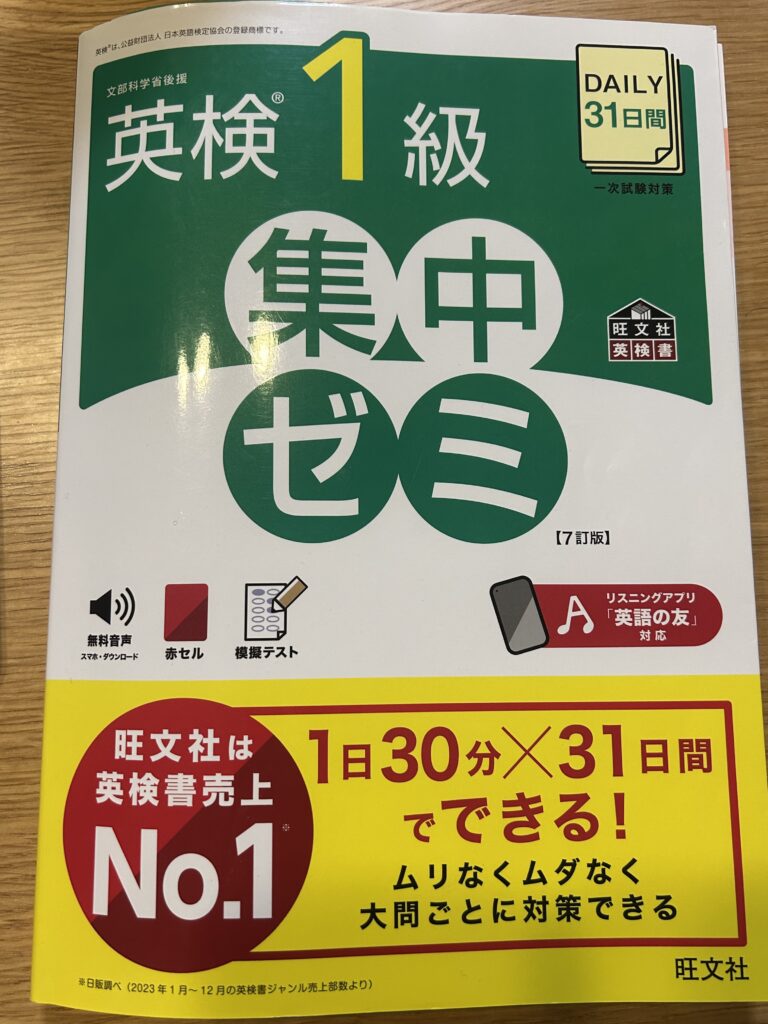 英検®は、公益財団法人 日本英語検定協会の登録商標です。
文部科学省後援
英検®1級
DAILY
31日間
一次試験対策
集中
ゼミ
旺文社
英検書
【7訂版】
無料音声
スマホ・ダウンロード
赤セル
模擬テスト
リスニングアプリ
「英語の友」
対応
旺文社は
英検書売上
No.1※
1日30分×31日間
でできる!
ムリなくムダなく
大問ごとに対策できる
※日販調べ(2023年1月~12月の英検書ジャンル売上部数より)
旺文社